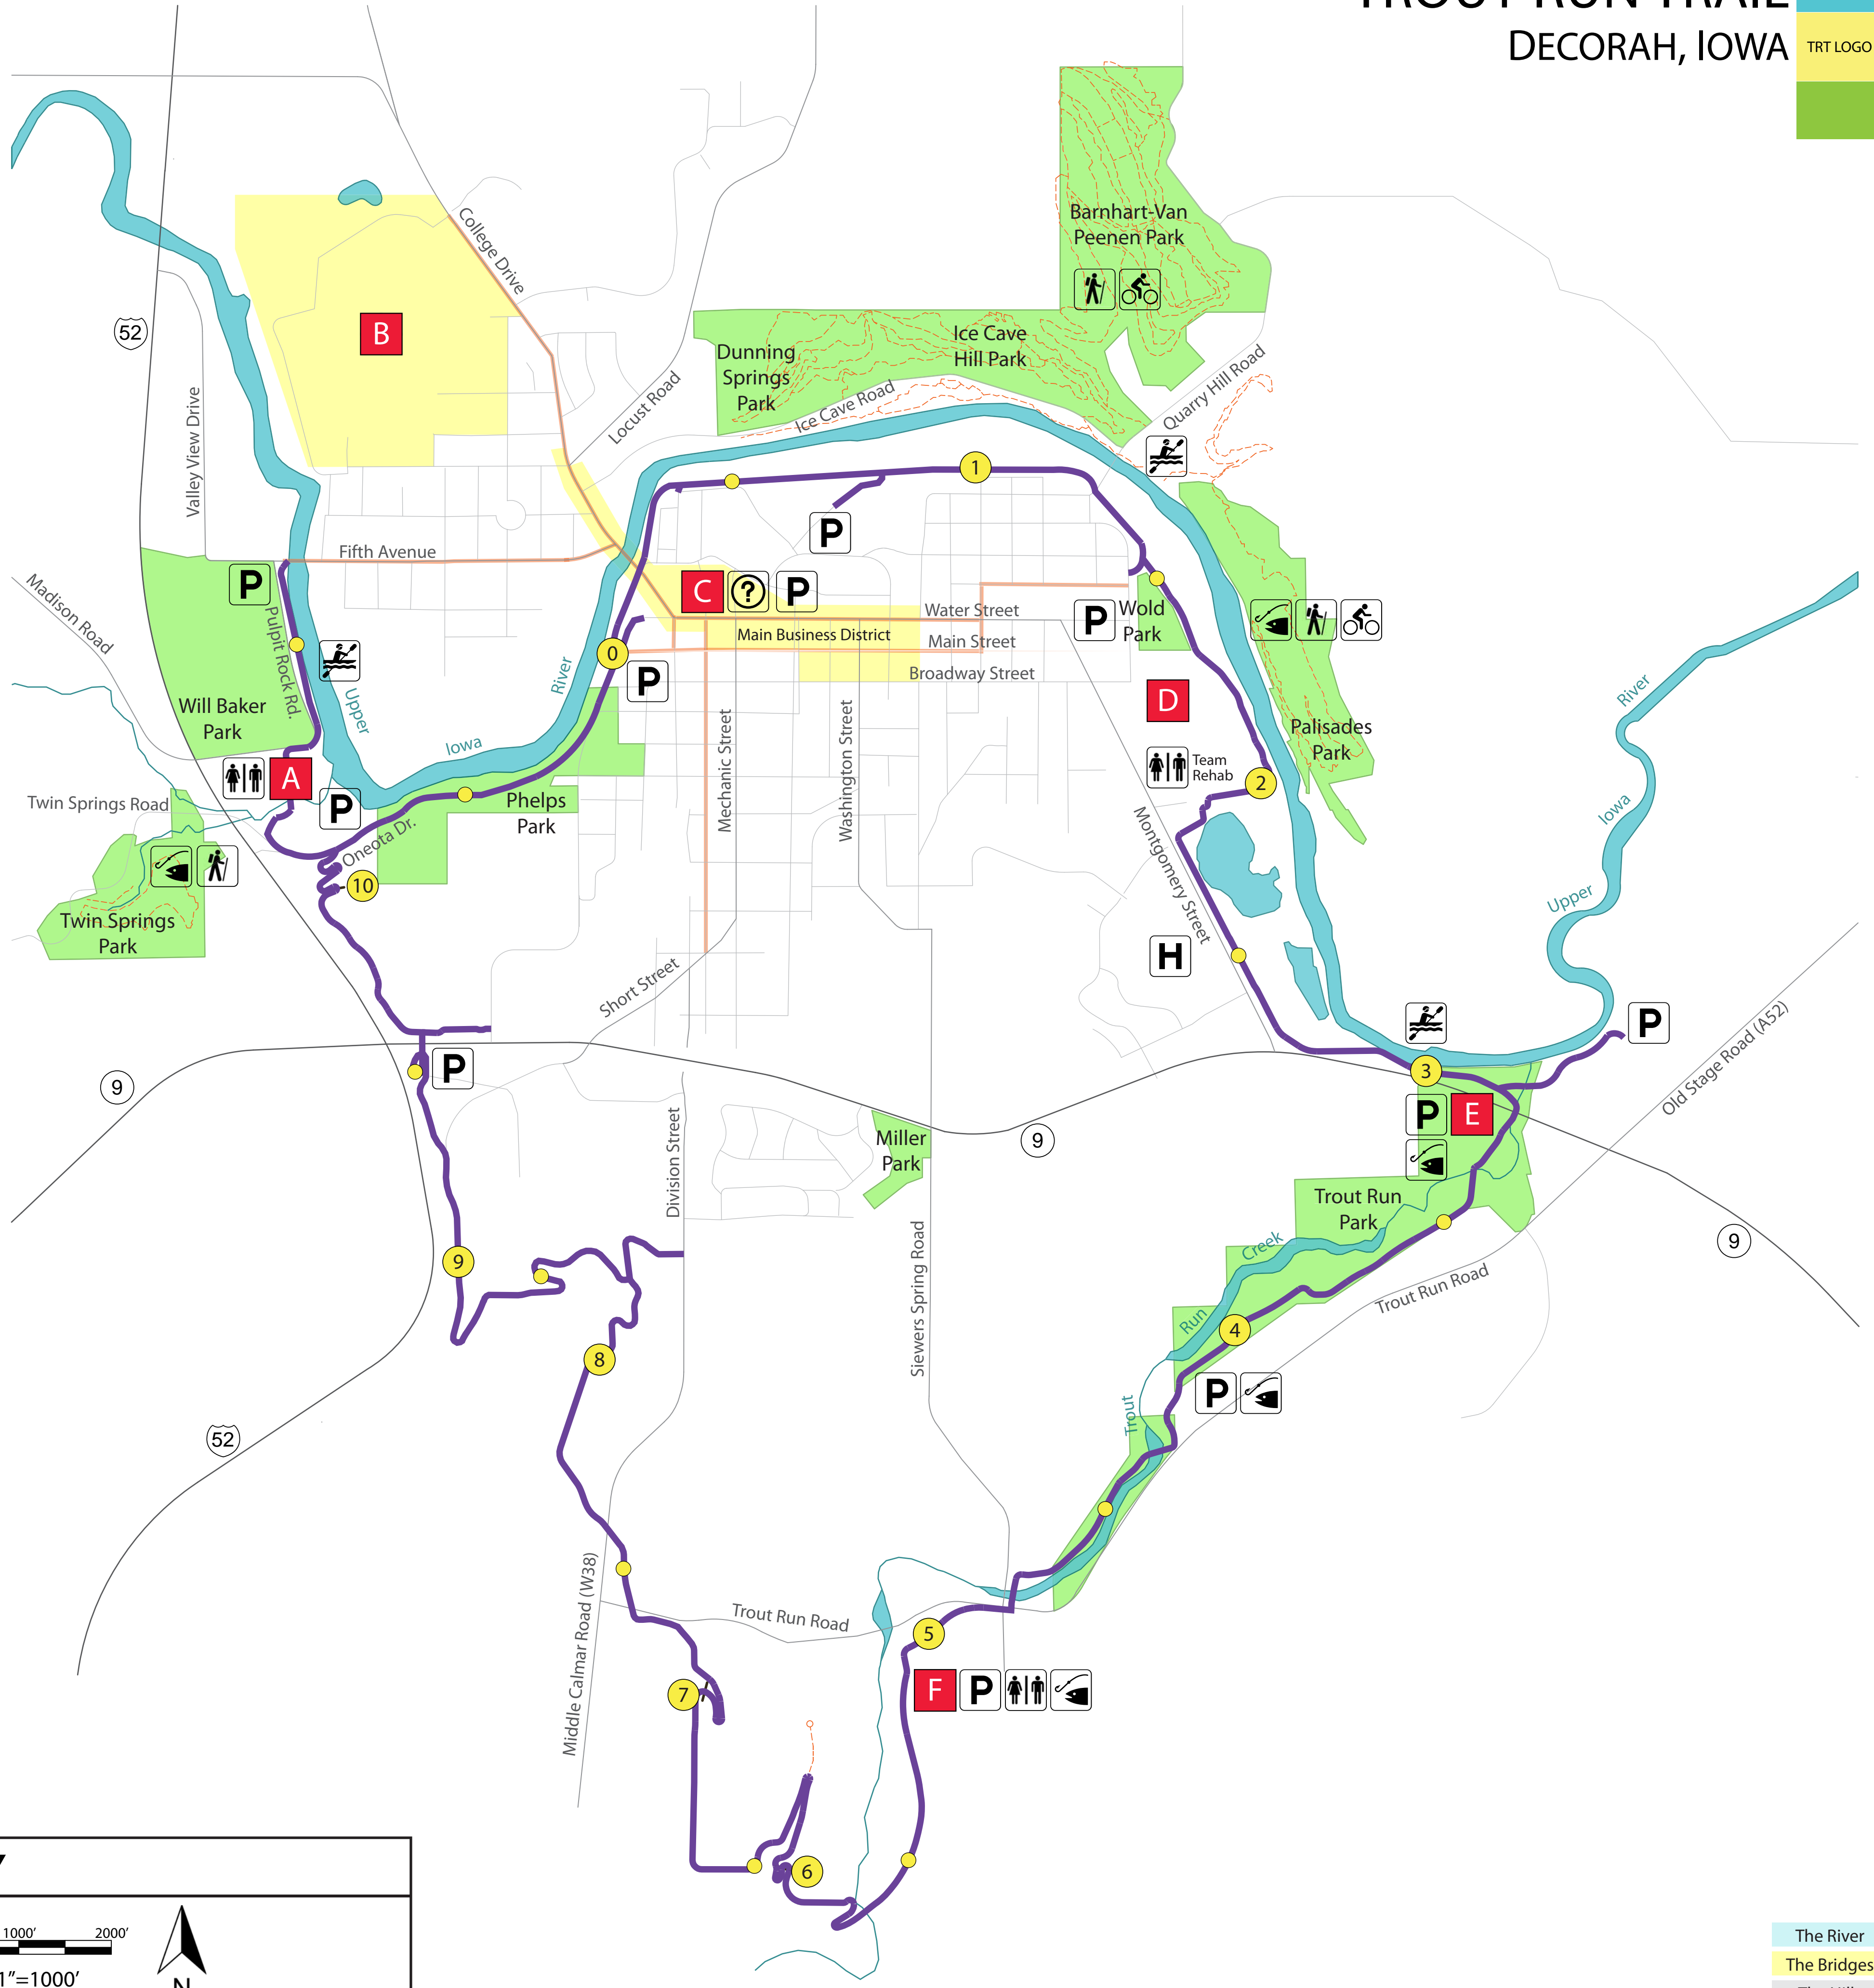 TROUT RUN TRAIL
DECORAH, IOWA
TRT LOGO
College Drive
Barnhart-Van
Peenen Park
52
B
Dunning
Springs
Park
Ice Cave
Hill Park
Ice Cave Road
Quarry Hill Road
Locust Road
Valley View Drive
1
P
Fifth Avenue
Madison Road
P
Pulpit Rock Rd.
C
?
P
Water Street
Main Business District
Main Street
Broadway Street
P
Wold
Park
0
P
River
Upper
Iowa
Will Baker
Park
D
Palisades
Park
River
Iowa
Upper
Team
Rehab
2
A
P
Twin Springs Road
Phelps
Park
Oneota Dr.
10
Twin Springs
Park
Mechanic Street
Washington Street
Montgomery Street
H
Short Street
P
9
P
3
P
E
Old Stage Road (A52)
Miller
Park
9
Division Street
Trout Run
Park
Creek
Run
Trout
9
Trout Run Road
Siewers Spring Road
9
8
4
P
52
Middle Calmar Road (W38)
Trout Run Road
5
F
P
7
6
1000’
2000’
1”=1000’
N
The River
The Bridges